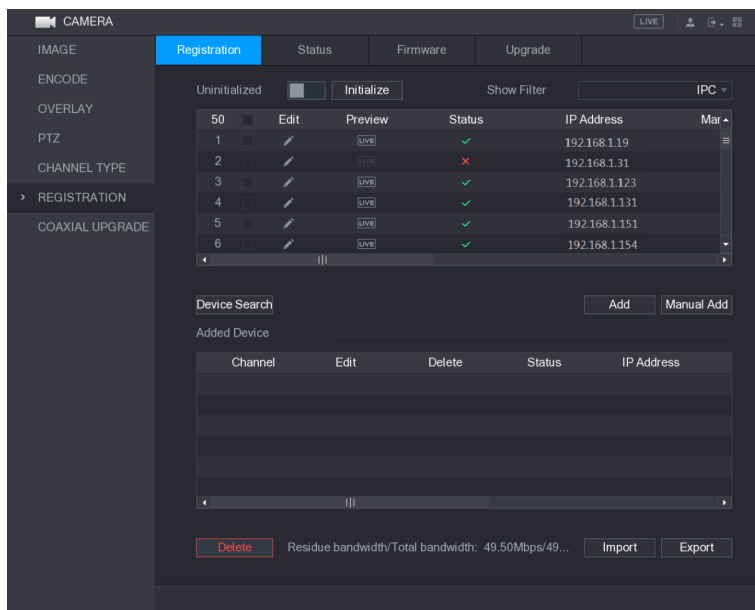 CAMERA LIVE
IMAGE
ENCODE
OVERLAY
PTZ
CHANNEL TYPE
REGISTRATION
COAXIAL UPGRADE
Registration Status Firmware Upgrade
Uninitialized Initialize Show Filter IPC
50 Edit Preview Status IP Address Mar
1 LIVE 192.168.1.19
2 LIVE 192.168.1.31
3 LIVE 192.168.1.123
4 LIVE 192.168.1.131
5 LIVE 192.168.1.151
6 LIVE 192.168.1.154
Device Search Add Manual Add
Added Device
Channel Edit Delete Status IP Address
Delete Residue bandwidth/Total bandwidth: 49.50Mbps/49... Import Export